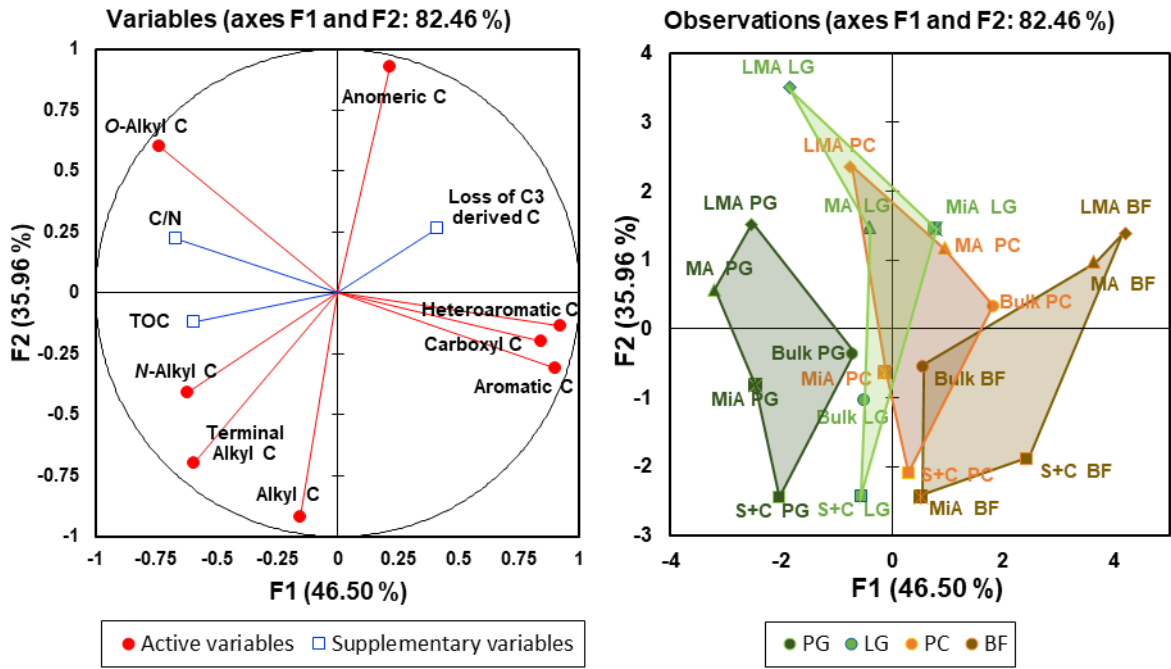 Variables (axes F1 and F2: 82.46 %)
F2 (35.96 %)
1
0.75
0.5
0.25
0
-0.25
-0.5
-0.75
-1
Anomeric C
O-Alkyl C
C/N
Loss of C3
derived C
TOC
Heteroaromatic C
Carboxyl C
Aromatic C
N-Alkyl C
Terminal
Alkyl C
Alkyl C
-1
-0.75
-0.5
-0.25
0
0.25
0.5
0.75
1
F1 (46.50 %)
Active variables
Supplementary variables
Observations (axes F1 and F2: 82.46 %)
F2 (35.96 %)
4
3
2
1
0
-1
-2
-3
LMA LG
LMA PC
LMA PG
MA LG
MiA LG
LMA BF
MA PC
MA PG
MA BF
Bulk PC
Bulk PG
MiA PC
Bulk BF
MiA PG
Bulk LG
S+C PC
S+C BF
S+C PG
S+C LG
MiA BF
-4
-2
0
2
4
F1 (46.50 %)
PG
LG
PC
BF